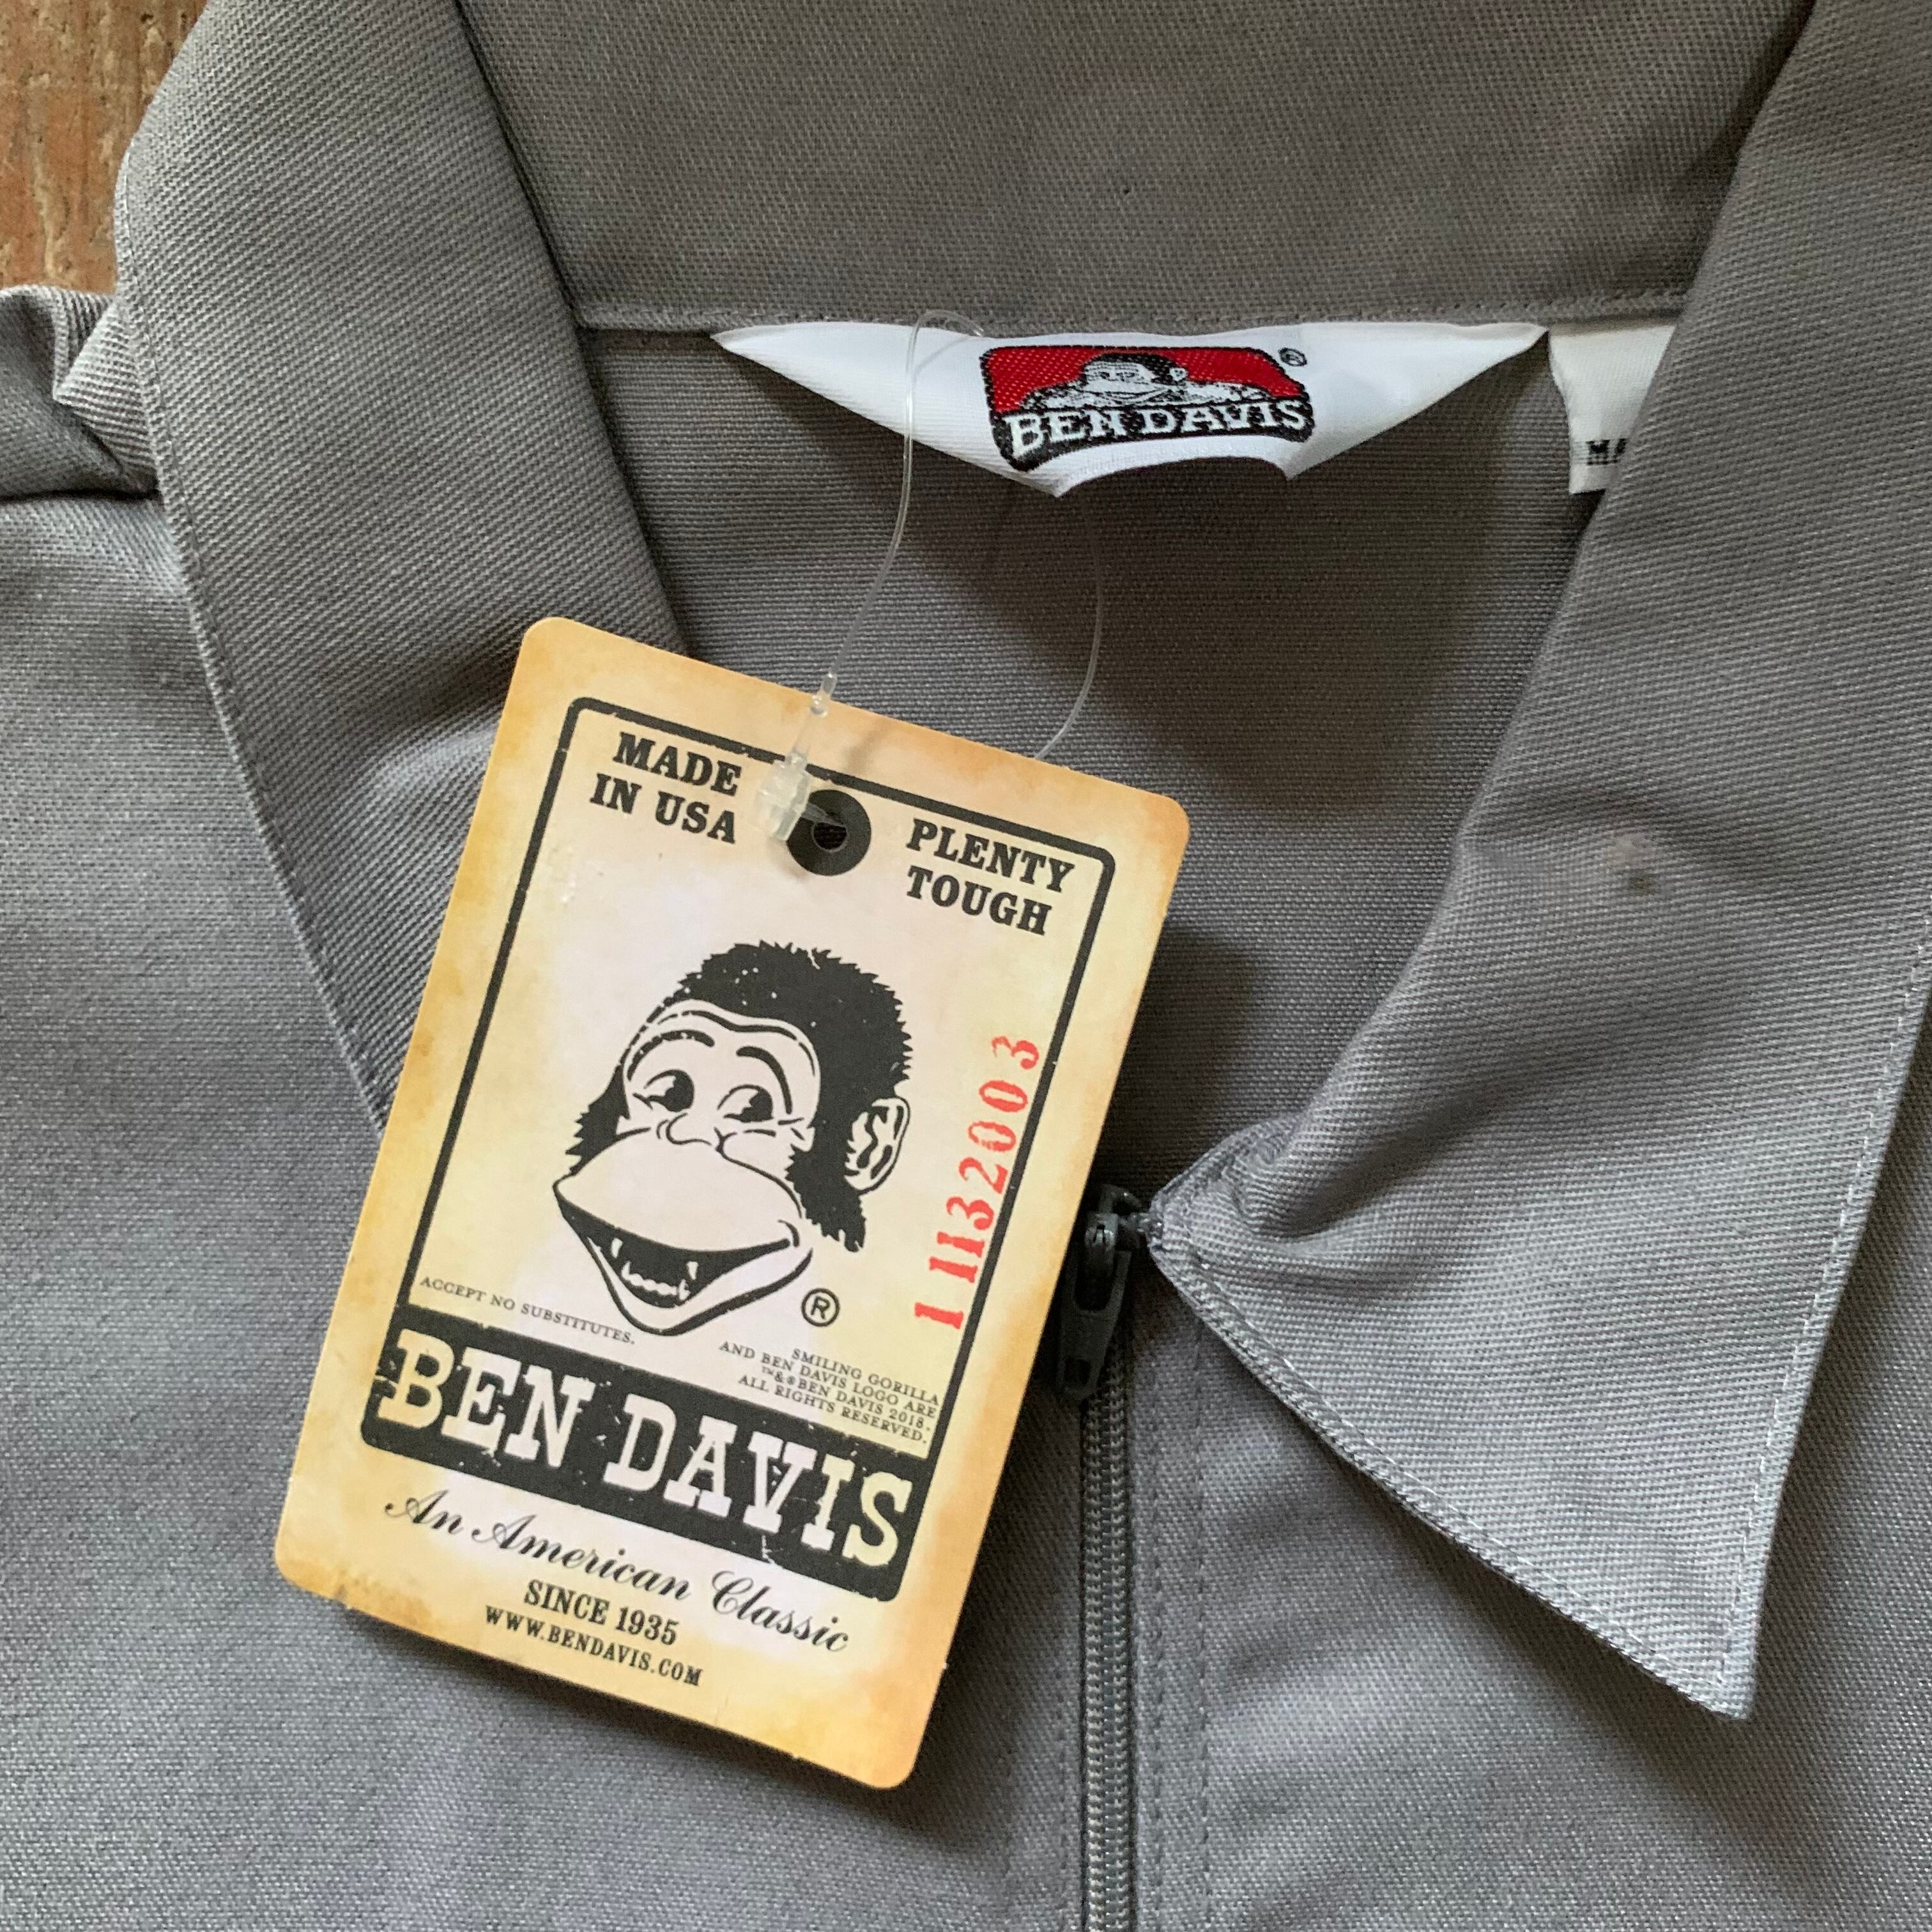 BEN DAVIS
®
MADE
IN USA
PLENTY
TOUGH
1 1132003
®
ACCEPT NO SUBSTITUTES.
SMILING GORILLA
AND BEN DAVIS LOGO ARE
™&®BEN DAVIS 2018.
ALL RIGHTS RESERVED.
BEN DAVIS
An American Classic
SINCE 1935
WWW.BENDAVIS.COM